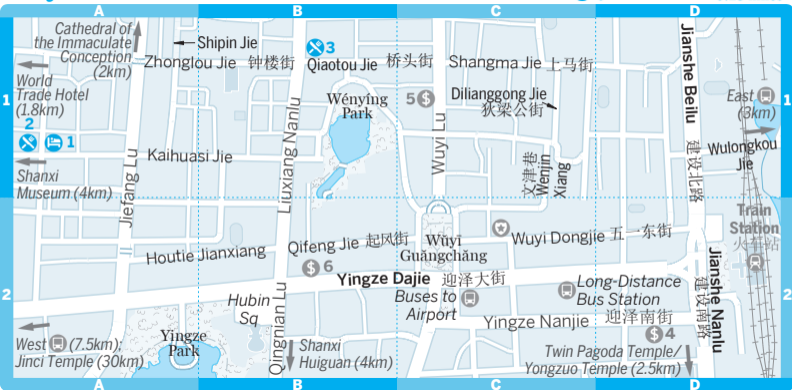 A
B
C
D
Cathedral of
the Immaculate
Conception
(2km)
Shipin Jie
3
Zhonglou Jie 钟楼街
Qiaotou Jie 桥头街
Shangma Jie 上马街
Jianshe Beilu
建设北路
World
Trade Hotel
(1.8km)
1
1
2
1
Wényíng
Park
5 $
Dilianggong Jie
狄梁公街
East
(3km)
Wulongkou
Jie
Kaihuasi Jie
Shanxi
Museum (4km)
Jiefang Lu
Liuxiang Nanlu
Wuyi Lu
文津巷
Wenjin
Xiang
Train
Station
火车站
Houtie Jianxiang
Qifeng Jie 起风街
Wǔyī
Guǎngchǎng
Wuyi Dongjie 五一东街
$ 6
Yingze Dajie 迎泽大街
2
2
Hubin
Sq
Qingnian Lu
Buses to
Airport
Long-Distance
Bus Station
Jianshe Nanlu
建设南路
Yingze Nanjie 迎泽南街
$ 4
West (7.5km);
Jinci Temple (30km)
Yingze
Park
Shanxi
Huiguan (4km)
Twin Pagoda Temple/
Yongzuo Temple (2.5km)
A
B
C
D